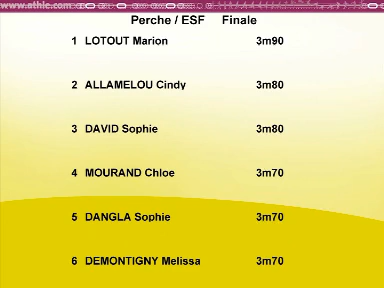 www.athle.com
Perche / ESF Finale
1 LOTOUT Marion 3m90
2 ALLAMELOU Cindy 3m80
3 DAVID Sophie 3m80
4 MOURAND Chloe 3m70
5 DANGLA Sophie 3m70
6 DEMONTIGNY Melissa 3m70